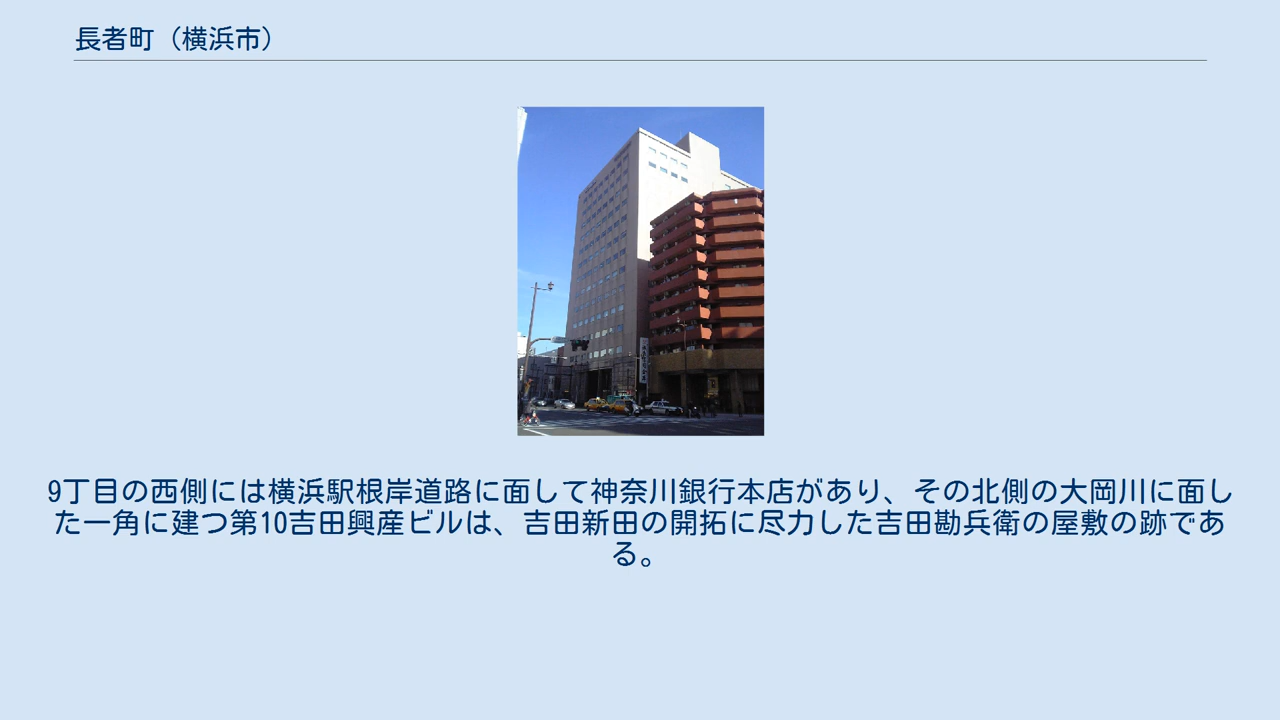 長者町（横浜市）
9丁目の西側には横浜駅根岸道路に面して神奈川銀行本店があり、その北側の大岡川に面し
た一角に建つ第10吉田興産ビルは、吉田新田の開拓に尽力した吉田勘兵衛の屋敷の跡であ
る。